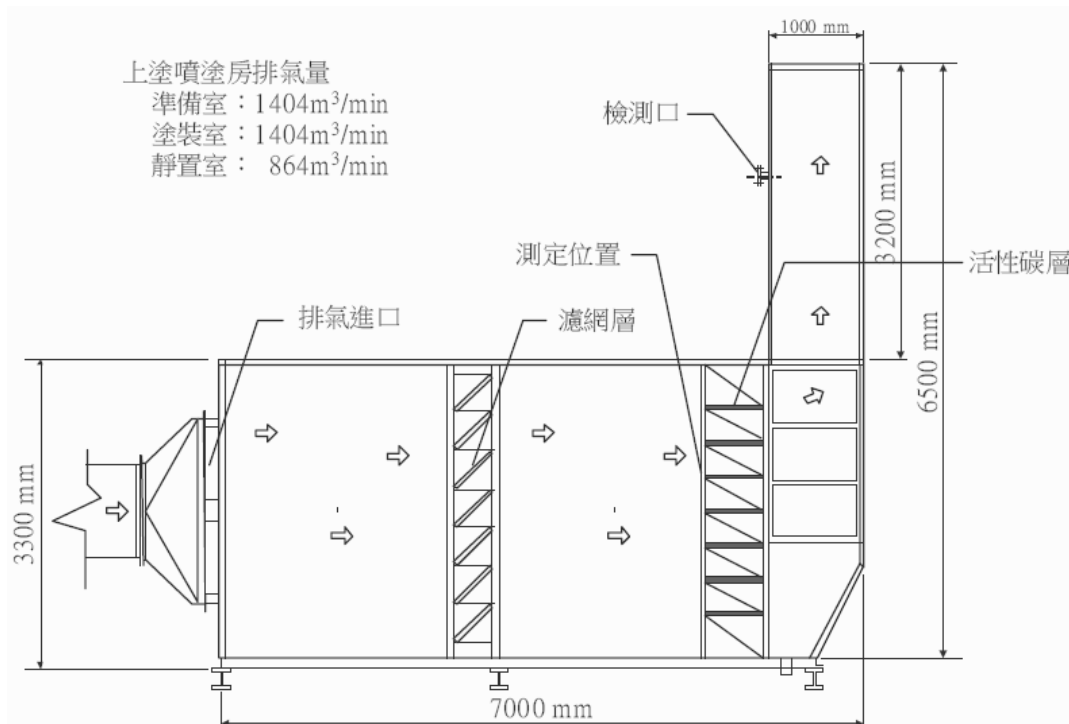 1000 mm
上塗噴塗房排氣量
準備室：1404m³/min
塗裝室：1404m³/min
靜置室： 864m³/min
檢測口
3200 mm
測定位置
活性碳層
排氣進口
濾網層
6500 mm
3300 mm
7000 mm